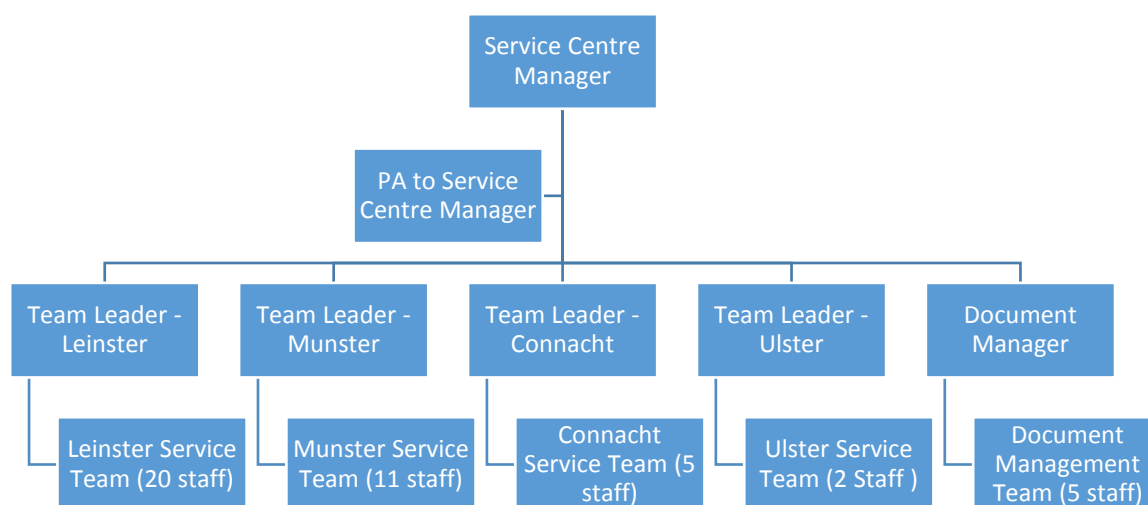 Service Centre
Manager
PA to Service
Centre Manager
Team Leader -
Leinster
Team Leader -
Munster
Team Leader -
Connacht
Team Leader -
Ulster
Document
Manager
Leinster Service
Team (20 staff)
Munster Service
Team (11 staff)
Connacht
Service Team (5
staff)
Ulster Service
Team (2 Staff )
Document
Management
Team (5 staff)